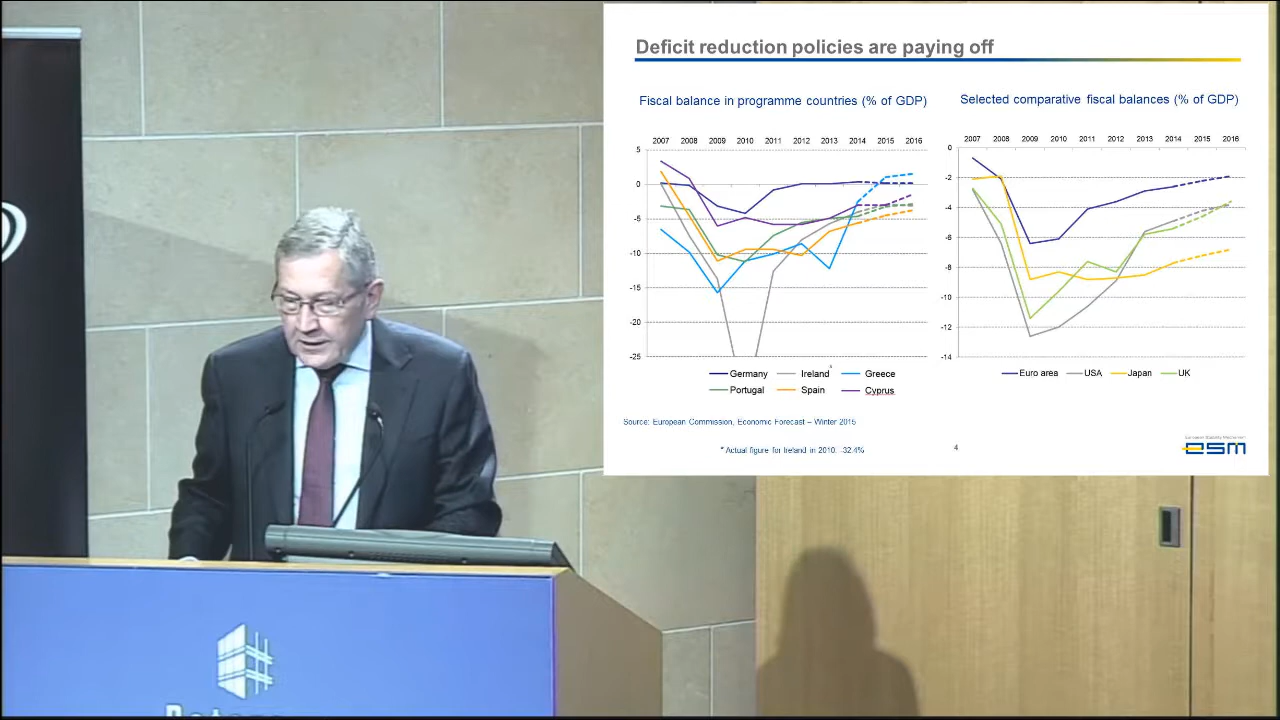 Deficit reduction policies are paying off
Fiscal balance in programme countries (% of GDP)
2007 2008 2009 2010 2011 2012 2013 2014 2015 2016
5
0
-5
-10
-15
-20
-25
Germany Ireland* Greece
Portugal Spain Cyprus
Selected comparative fiscal balances (% of GDP)
2007 2008 2009 2010 2011 2012 2013 2014 2015 2016
0
-2
-4
-6
-8
-10
-12
-14
Euro area USA Japan UK
Source: European Commission, Economic Forecast – Winter 2015
* Actual figure for Ireland in 2010: -32.4%
4
European Stability Mechanism
esm